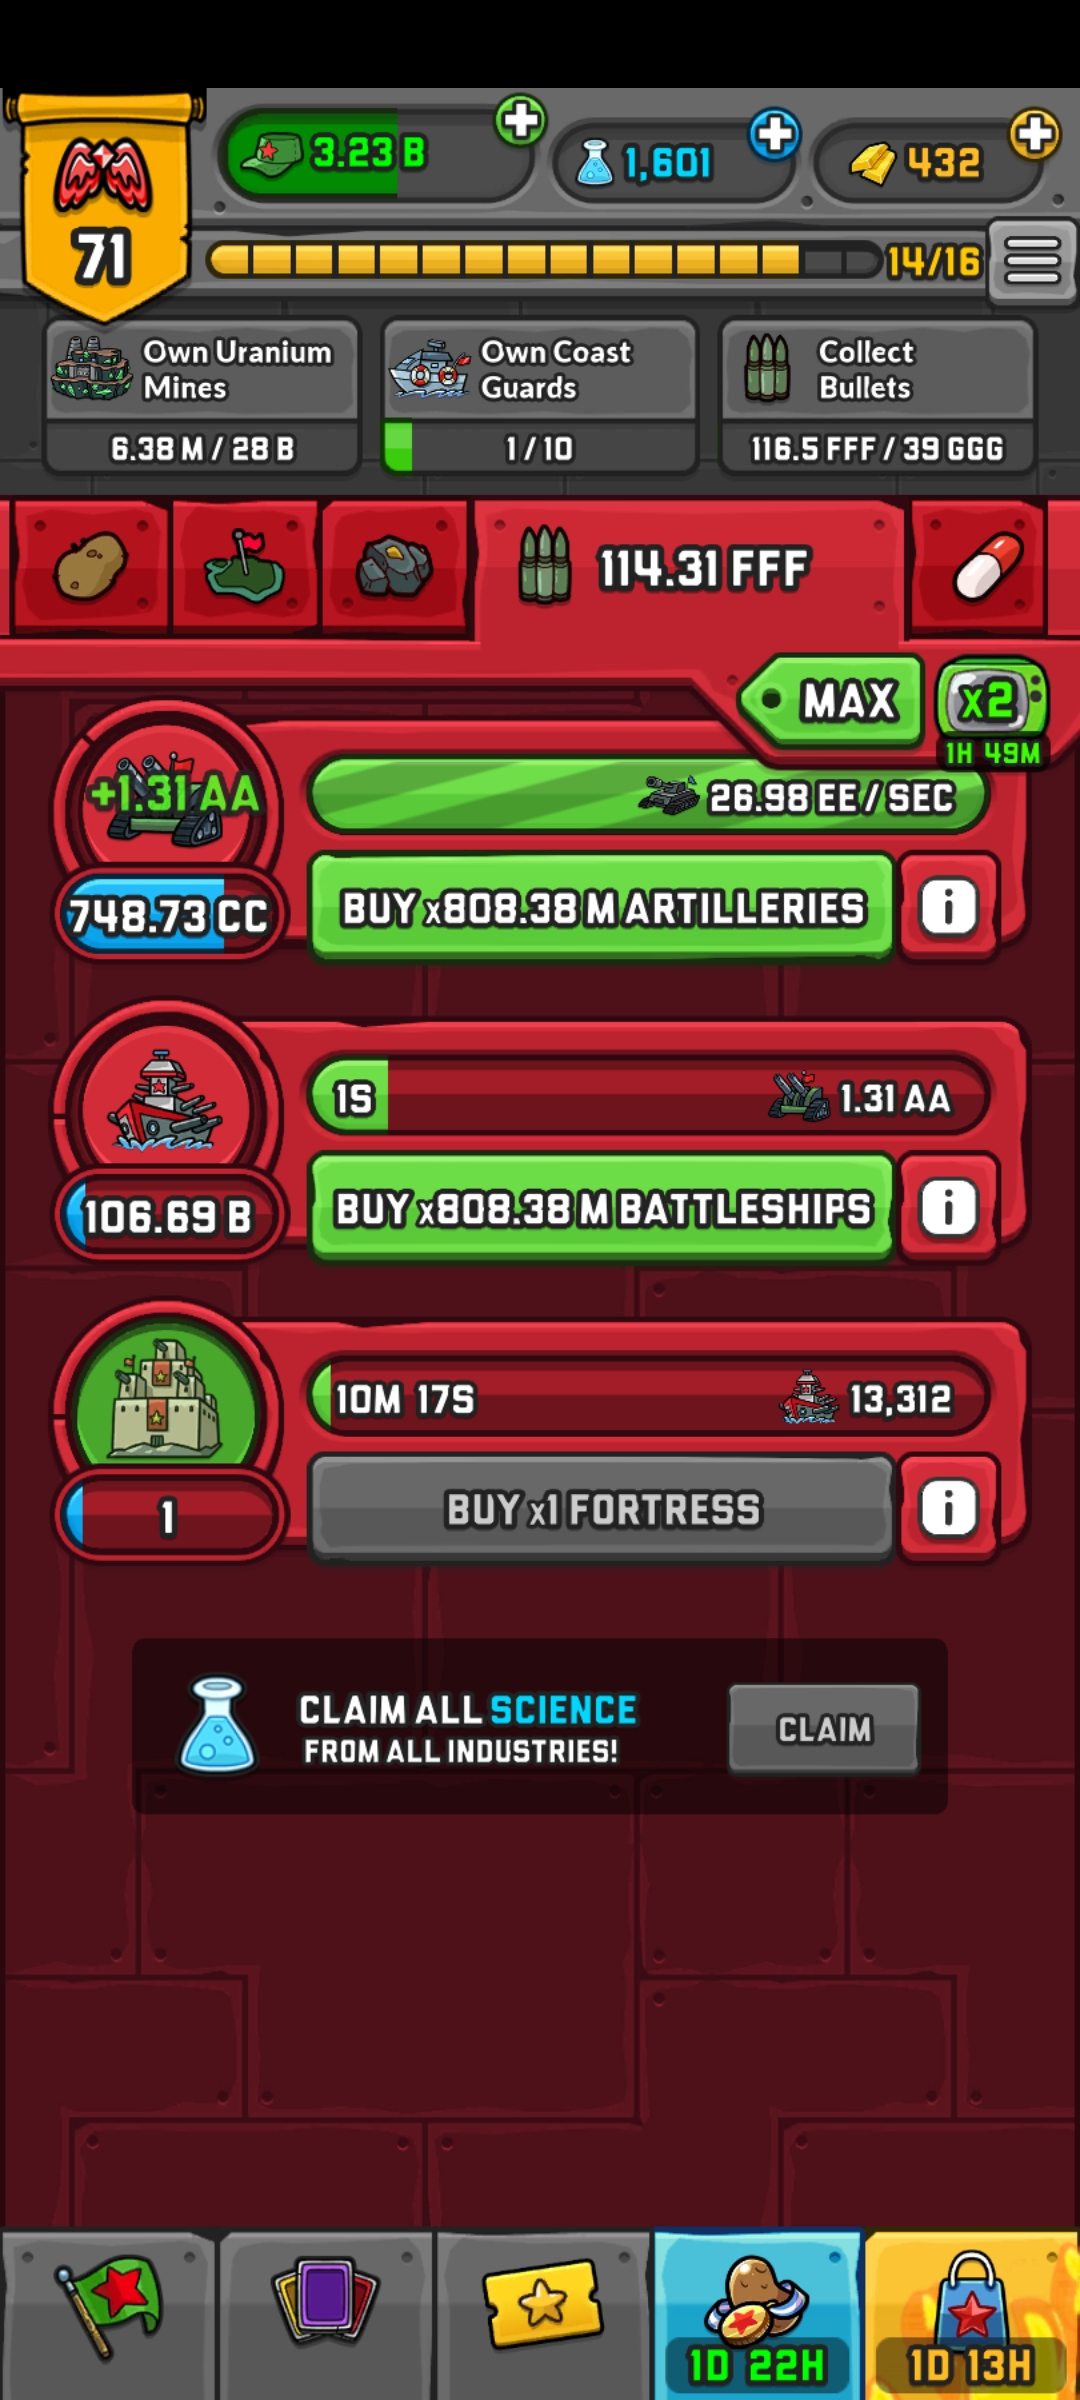 71
3.23 B
1,601
432
14/16
Own Uranium
Mines
6.38 M / 28 B
Own Coast
Guards
1 / 10
Collect
Bullets
116.5 FFF / 39 GGG
114.31 FFF
MAX
x2
1H 49M
+1.31 AA
26.98 EE / SEC
748.73 CC
BUY x808.38 M ARTILLERIES
i
1S
1.31 AA
106.69 B
BUY x808.38 M BATTLESHIPS
i
10M 17S
13,312
1
BUY x1 FORTRESS
i
CLAIM ALL SCIENCE
FROM ALL INDUSTRIES!
CLAIM
1D 22H
1D 13H